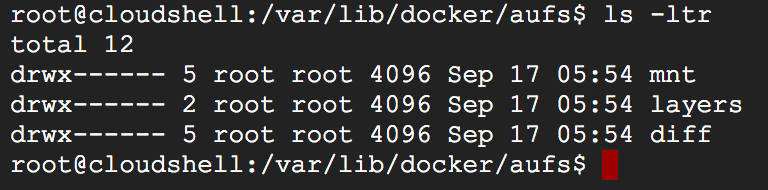 root@cloudshell:/var/lib/docker/aufs$ ls -ltr
total 12
drwx------ 5 root root 4096 Sep 17 05:54 mnt
drwx------ 2 root root 4096 Sep 17 05:54 layers
drwx------ 5 root root 4096 Sep 17 05:54 diff
root@cloudshell:/var/lib/docker/aufs$